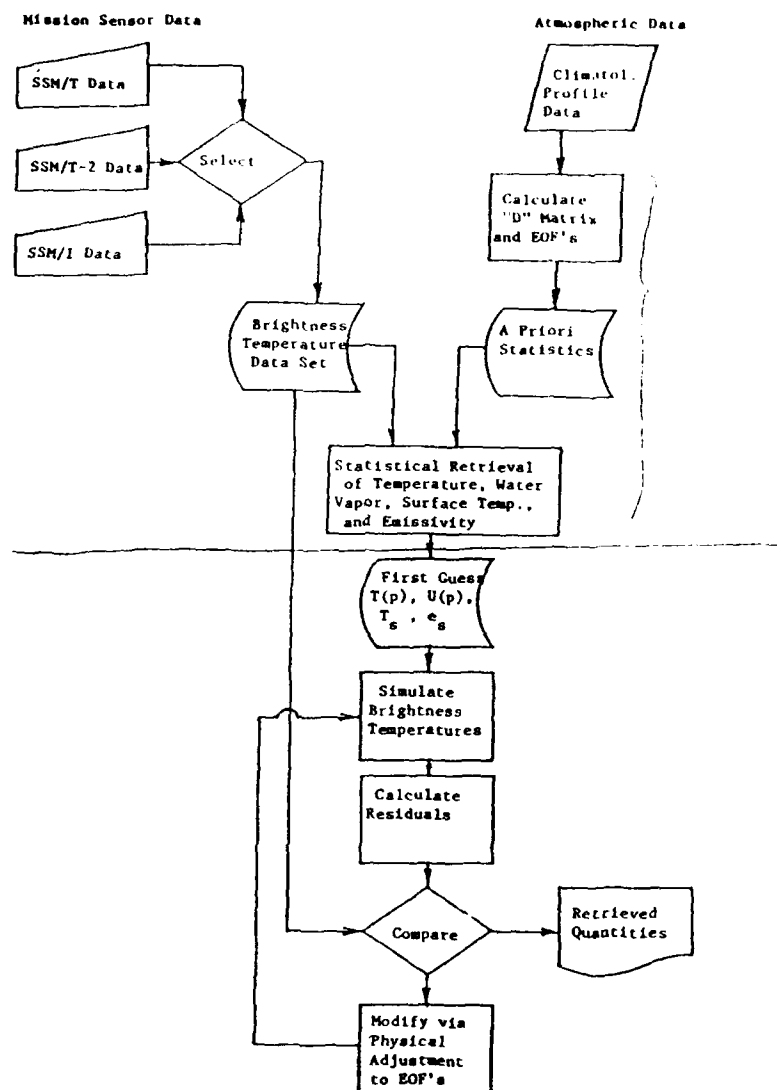 Mission Sensor Data
Atmospheric Data
SSM/T Data
SSM/T-2 Data
SSM/I Data
Select
Climatol.
Profile
Data
Calculate
"D" Matrix
and EOF's
Brightness
Temperature
Data Set
A Priori
Statistics
Statistical Retrieval
of Temperature, Water
Vapor, Surface Temp.,
and Emissivity
First Guess
T(p), U(p),
T_s , e_s
Simulate
Brightness
Temperatures
Calculate
Residuals
Compare
Retrieved
Quantities
Modify via
Physical
Adjustment
to EOF's